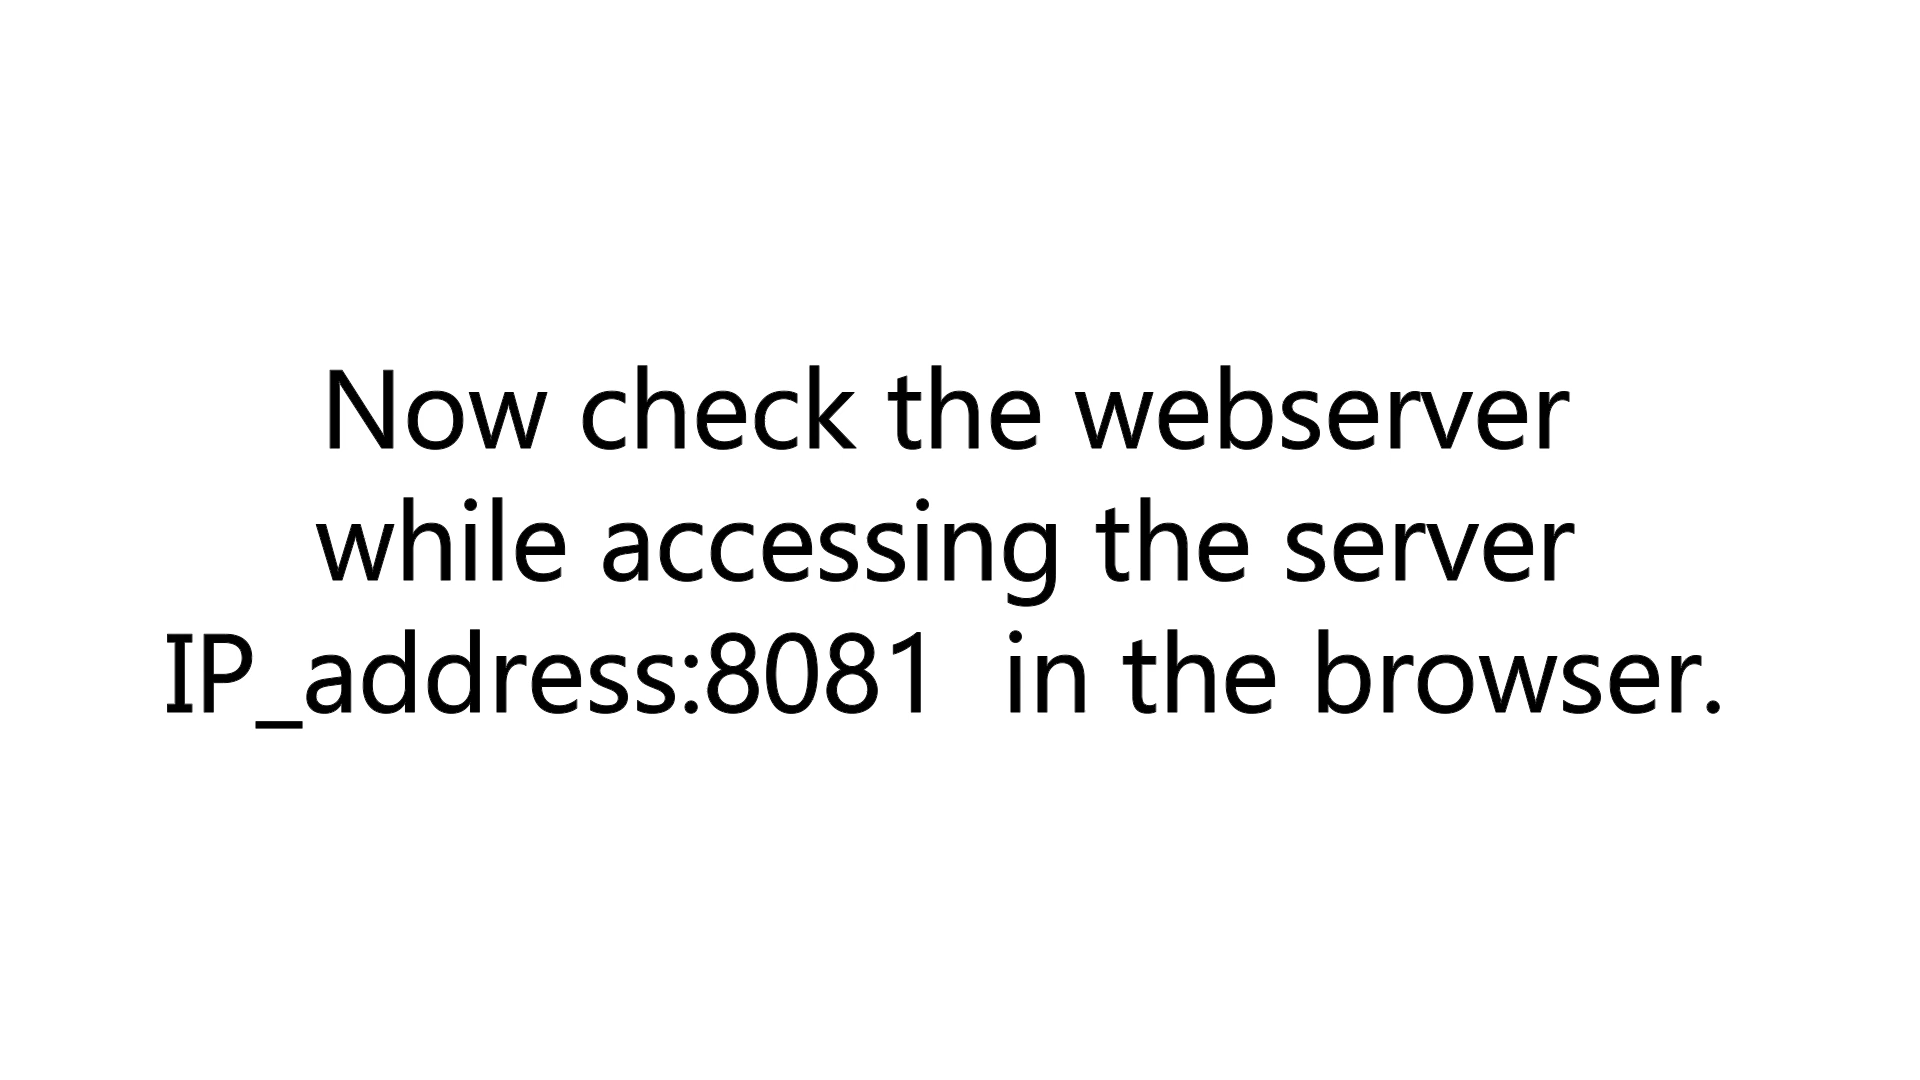 Now check the webserver
while accessing the server
IP_address:8081  in the browser.